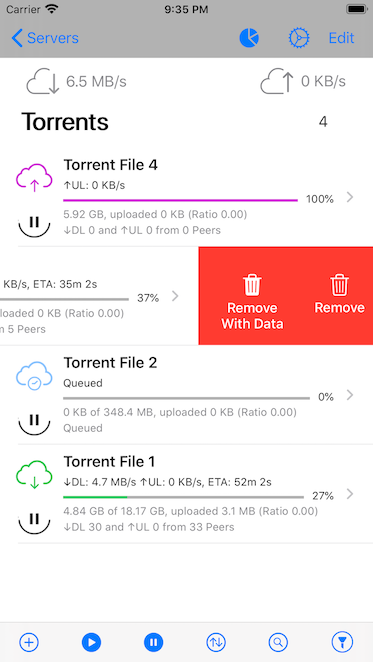 Carrier 9:35 PM
Servers Edit
6.5 MB/s 0 KB/s
Torrents 4
Torrent File 4
↑UL: 0 KB/s
100%
5.92 GB, uploaded 0 KB (Ratio 0.00)
↓DL 0 and ↑UL 0 from 0 Peers
KB/s, ETA: 35m 2s
37%
loaded 0 KB (Ratio 0.00)
5 Peers
Remove
With Data
Remove
Torrent File 2
Queued
0%
0 KB of 348.4 MB, uploaded 0 KB (Ratio 0.00)
Queued
Torrent File 1
↓DL: 4.7 MB/s ↑UL: 0 KB/s, ETA: 52m 2s
27%
4.84 GB of 18.17 GB, uploaded 3.1 MB (Ratio 0.00)
↓DL 30 and ↑UL 0 from 33 Peers